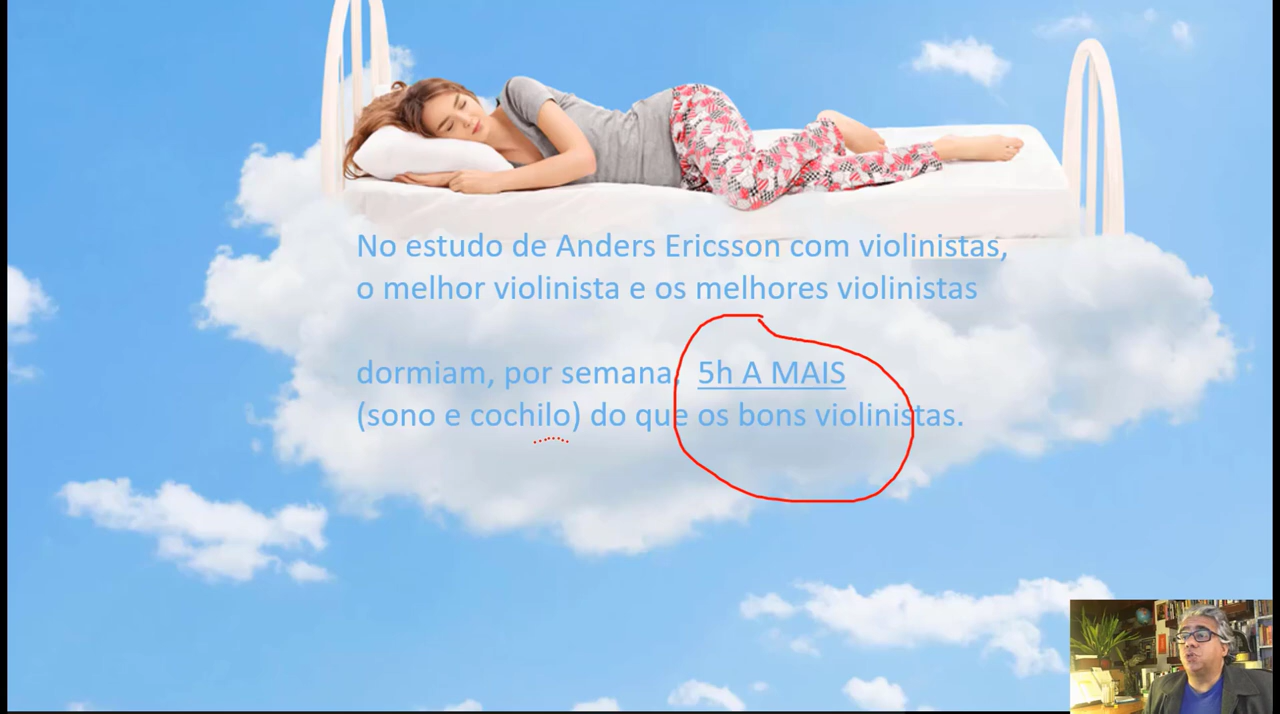 No estudo de Anders Ericsson com violinistas,
o melhor violinista e os melhores violinistas
dormiam, por semana, 5h A MAIS
(sono e cochilo) do que os bons violinistas.